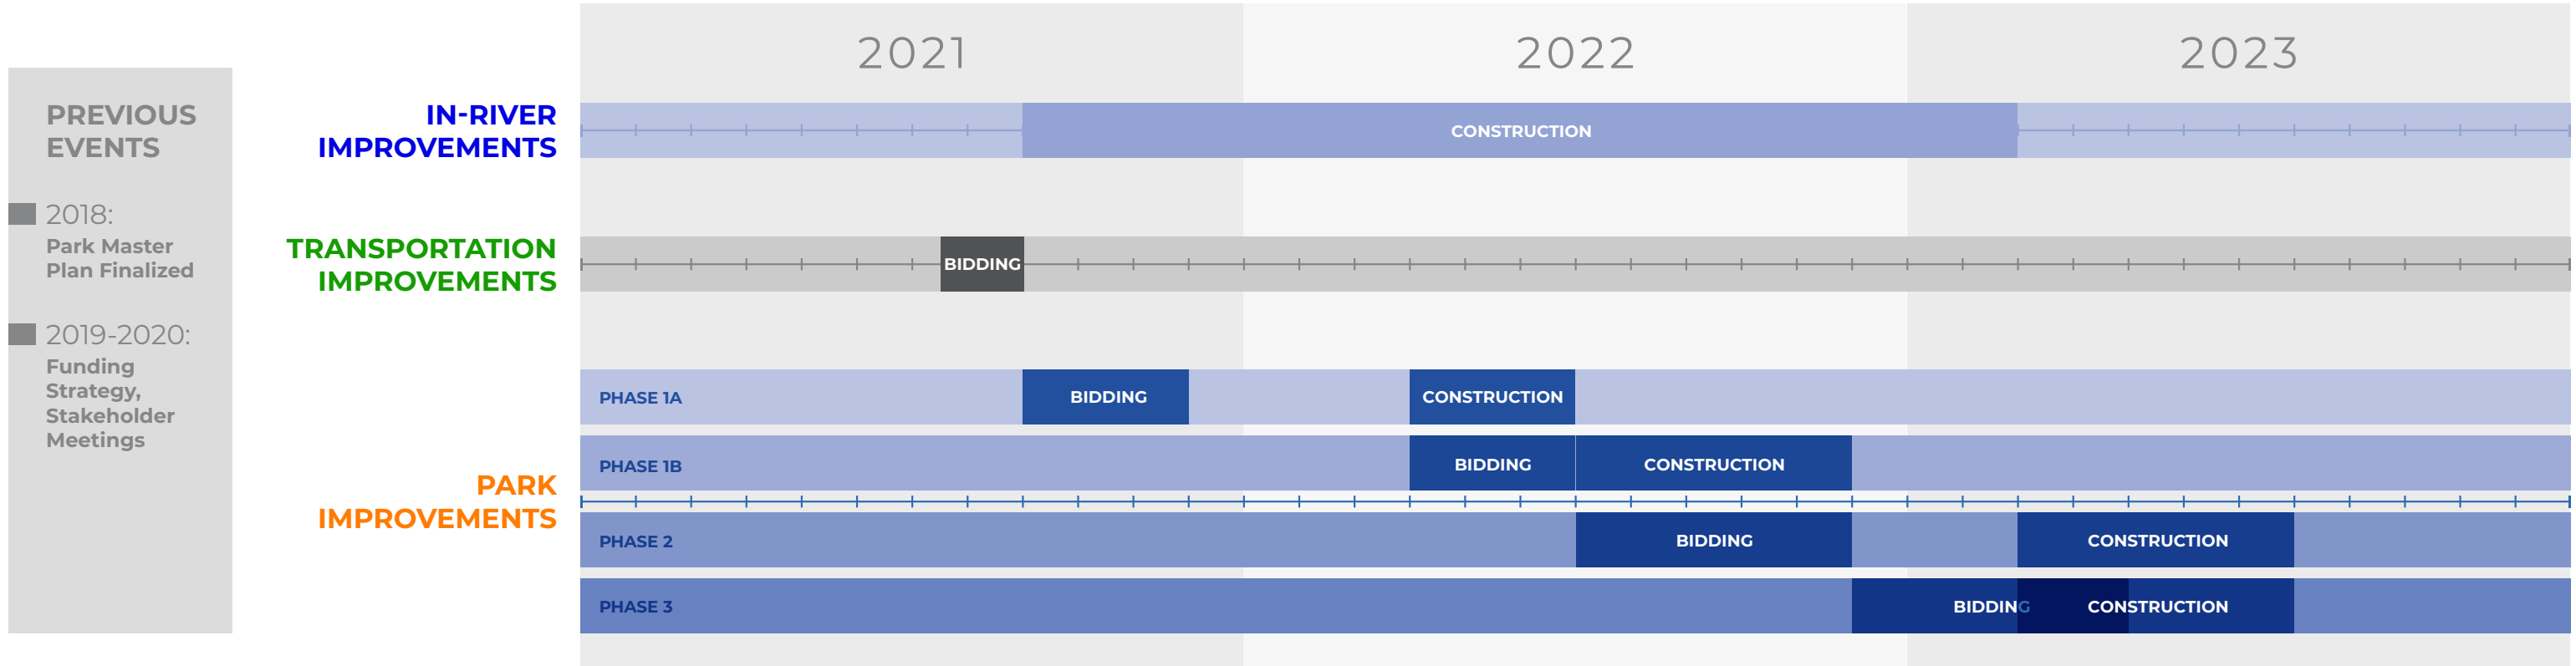 2021
2022
2023
PREVIOUS
EVENTS
2018:
Park Master
Plan Finalized
2019-2020:
Funding
Strategy,
Stakeholder
Meetings
IN-RIVER
IMPROVEMENTS
CONSTRUCTION
TRANSPORTATION
IMPROVEMENTS
BIDDING
PARK
IMPROVEMENTS
PHASE 1A
BIDDING
CONSTRUCTION
PHASE 1B
BIDDING
CONSTRUCTION
PHASE 2
BIDDING
CONSTRUCTION
PHASE 3
BIDDING
CONSTRUCTION